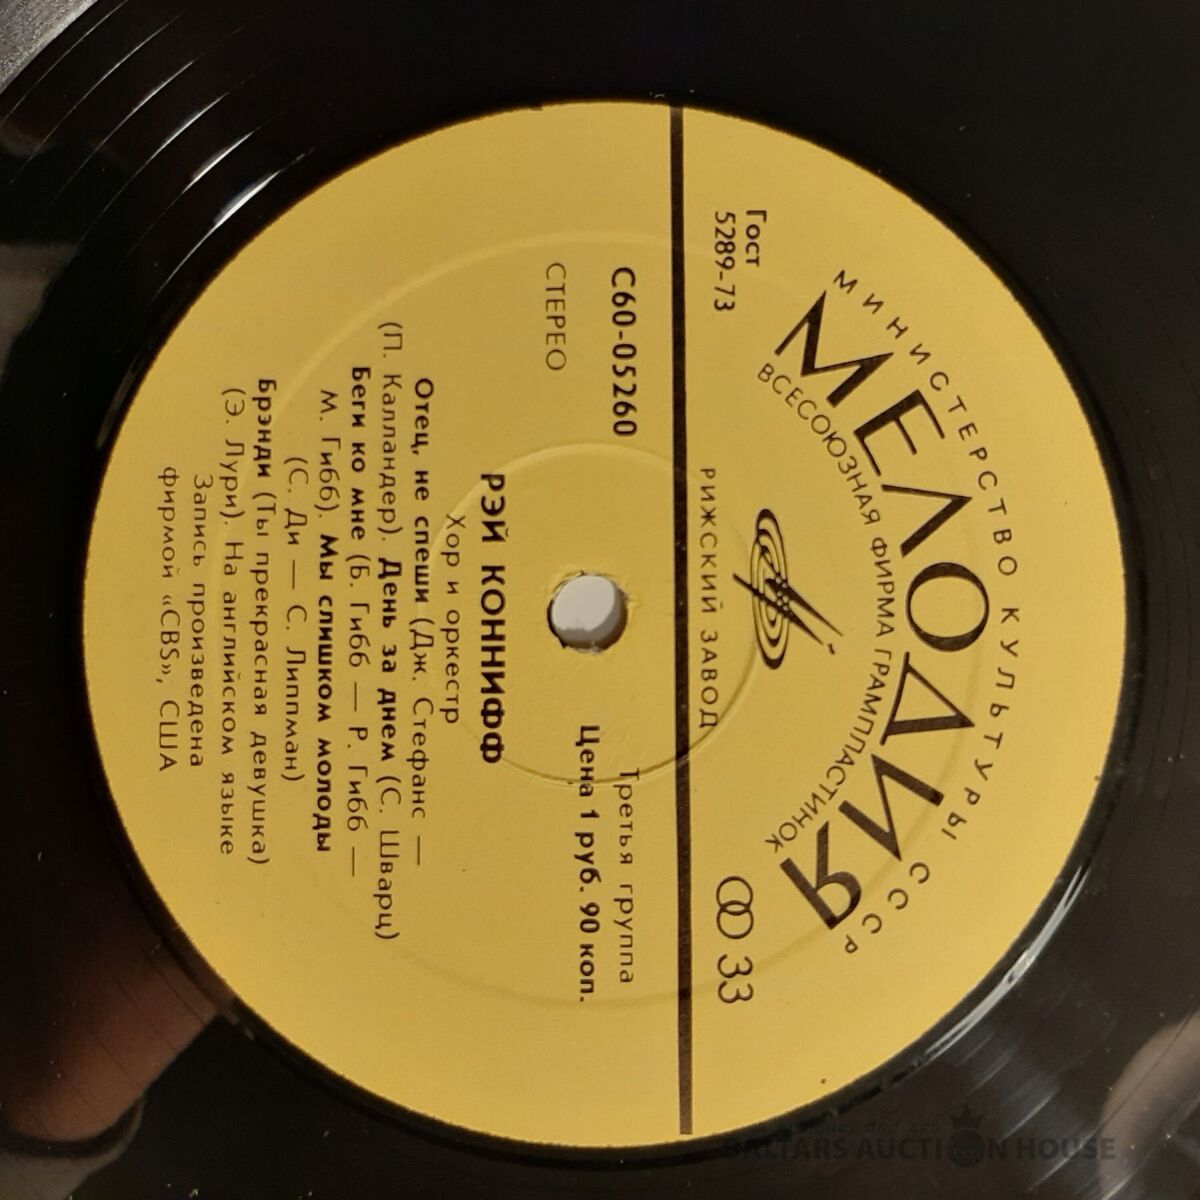 МИНИСТЕРСТВО КУЛЬТУРЫ СССР
МЕЛОДИЯ
ВСЕСОЮЗНАЯ ФИРМА ГРАМПЛАСТИНОК
Гост
5289-73
33
РИЖСКИЙ ЗАВОД
С60-05260
Третья группа
СТЕРЕО
Цена 1 руб. 90 коп.
РЭЙ КОННИФФ
Хор и оркестр
Отец, не спеши (Дж. Стефанс —
(П. Калландер). День за днем (С. Шварц)
Беги ко мне (Б. Гибб — Р. Гибб —
М. Гибб). Мы слишком молоды
(С. Ди — С. Липпман)
Брэнди (Ты прекрасная девушка)
(Э. Лури). На английском языке
Запись произведена
фирмой «CBS», США
BALTARS AUCTION HOUSE